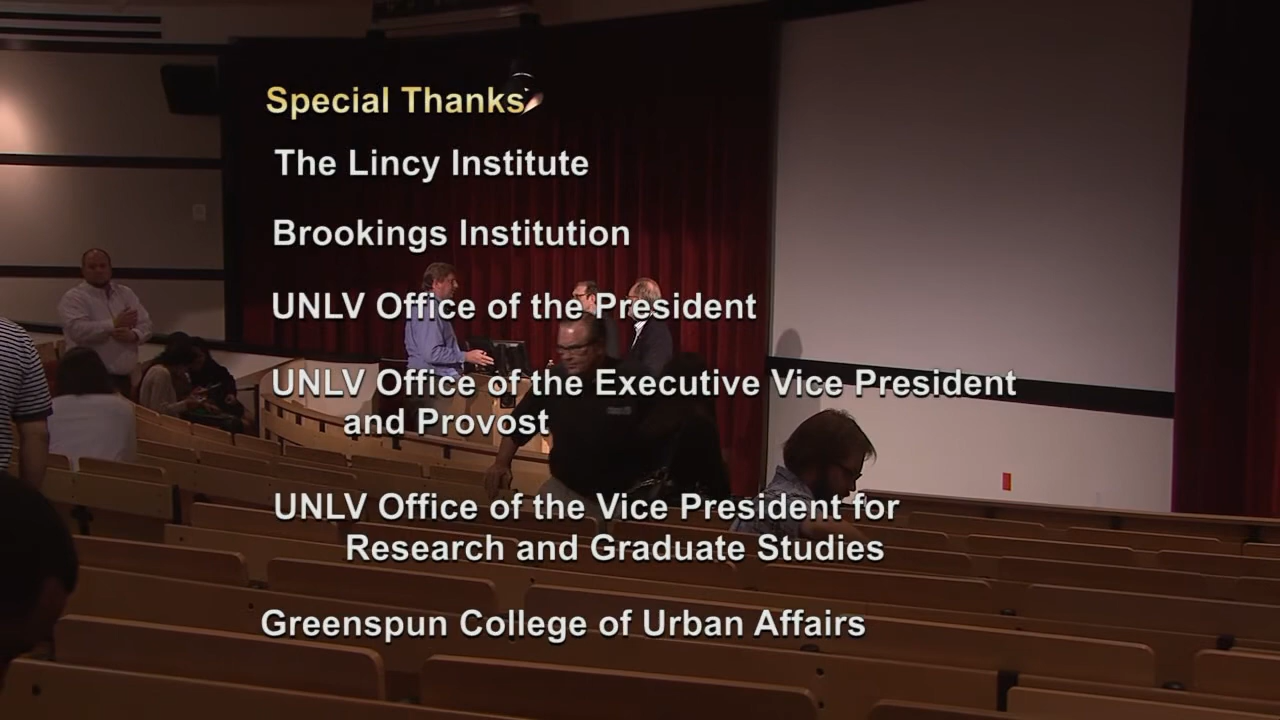 Special Thanks
The Lincy Institute
Brookings Institution
UNLV Office of the President
UNLV Office of the Executive Vice President
and Provost
UNLV Office of the Vice President for
Research and Graduate Studies
Greenspun College of Urban Affairs